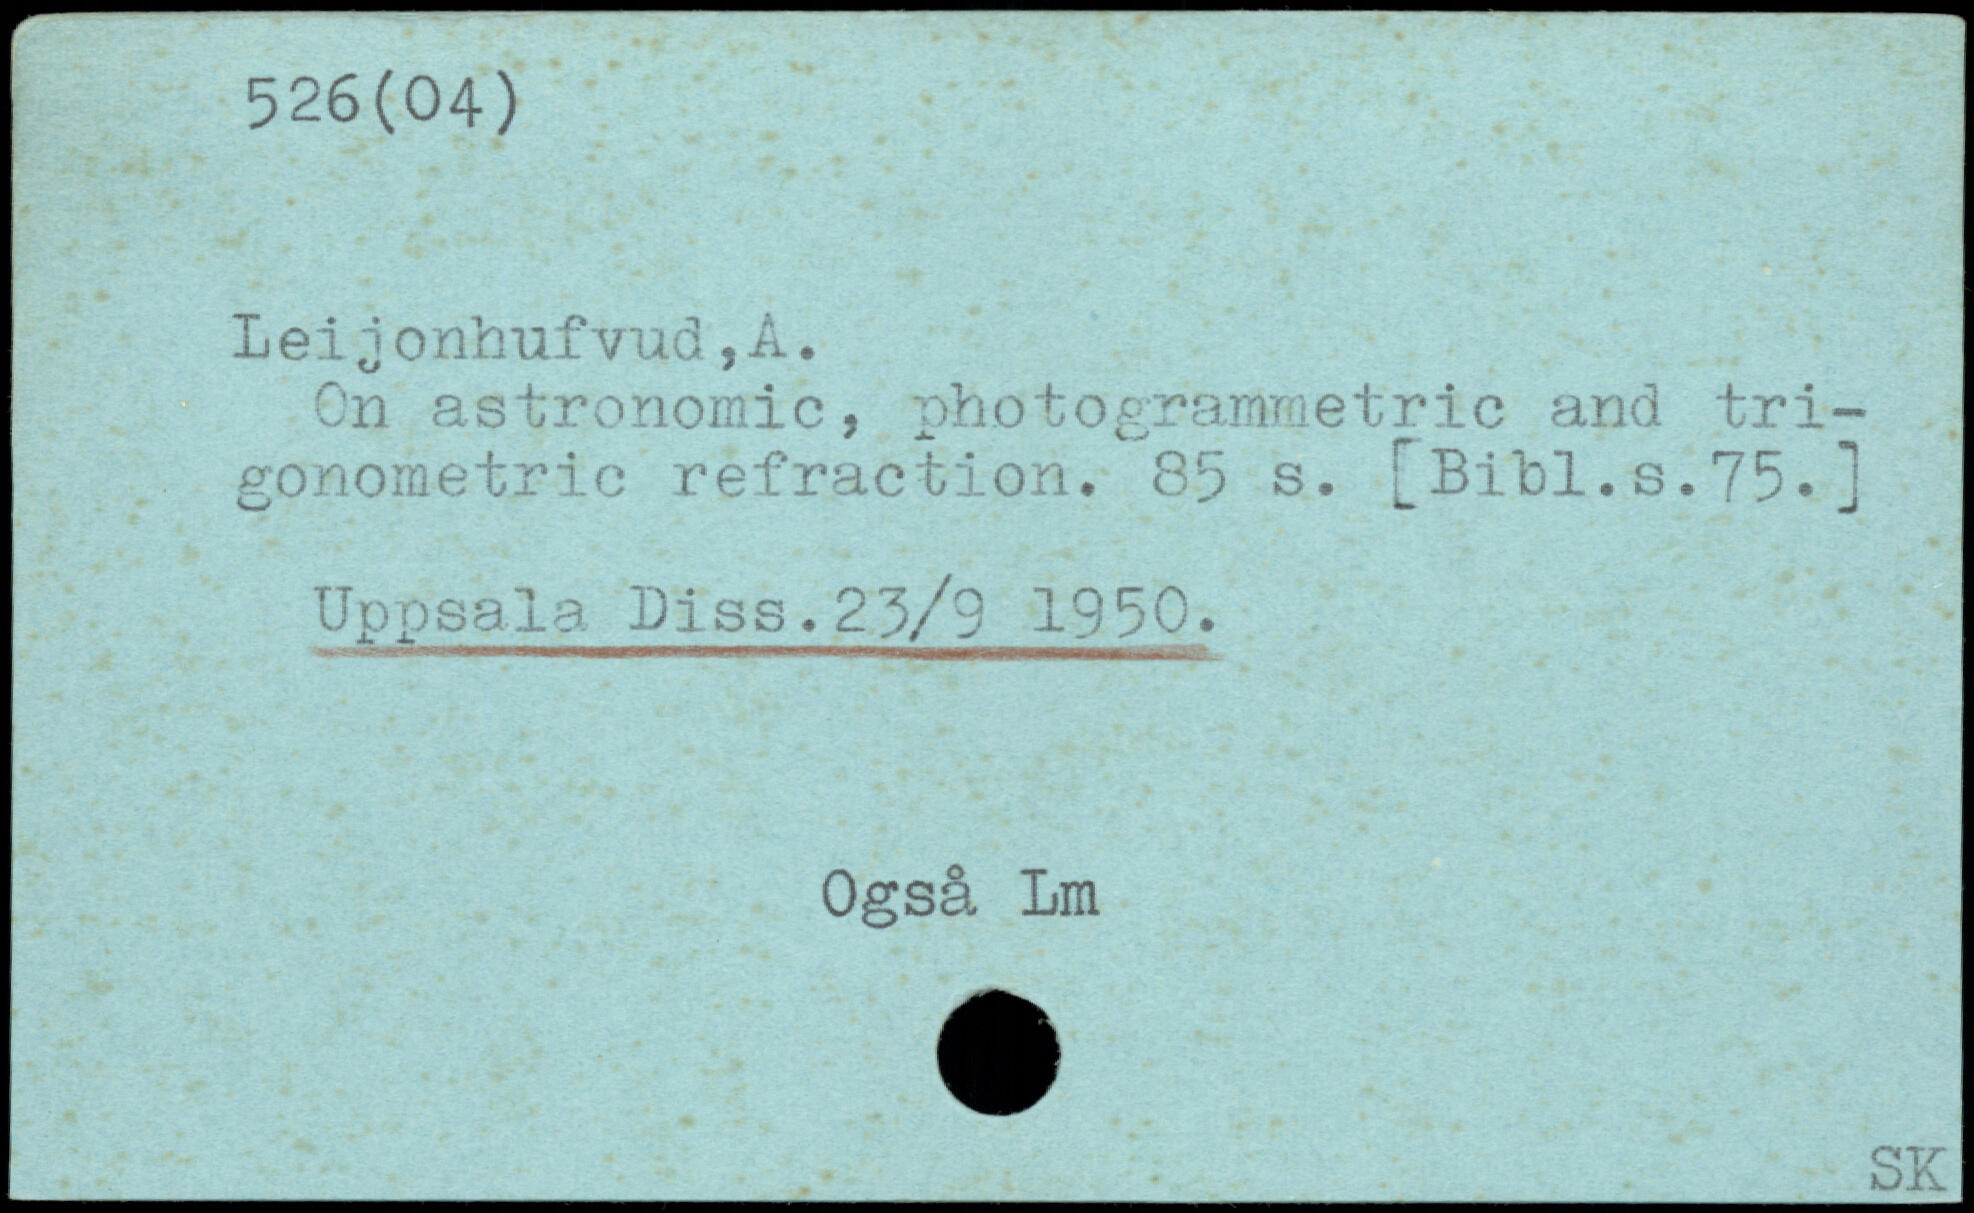 526(04)
Leijonhufvud,A.
On astronomic, photogrammetric and tri-
gonometric refraction. 85 s. [Bibl.s.75.]
Uppsala Diss.23/9 1950.
Også Lm
SK